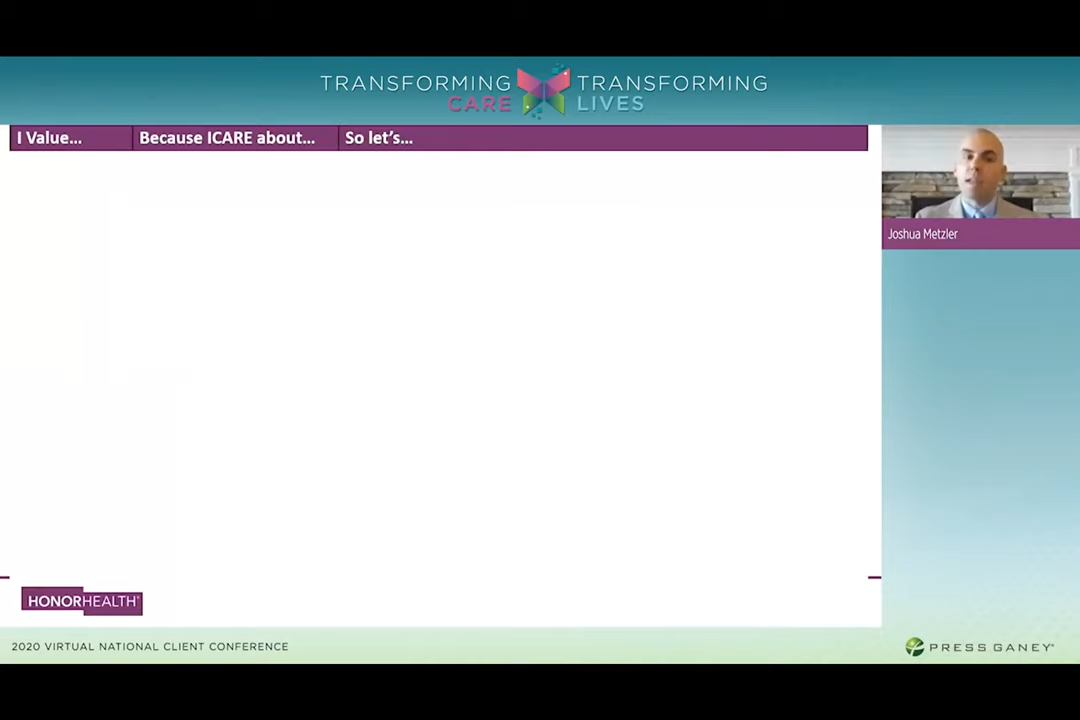 TRANSFORMING TRANSFORMING
CARE LIVES
I Value... Because ICARE about... So let's...
Joshua Metzler
HONORHEALTH®
2020 VIRTUAL NATIONAL CLIENT CONFERENCE
PRESS GANEY®